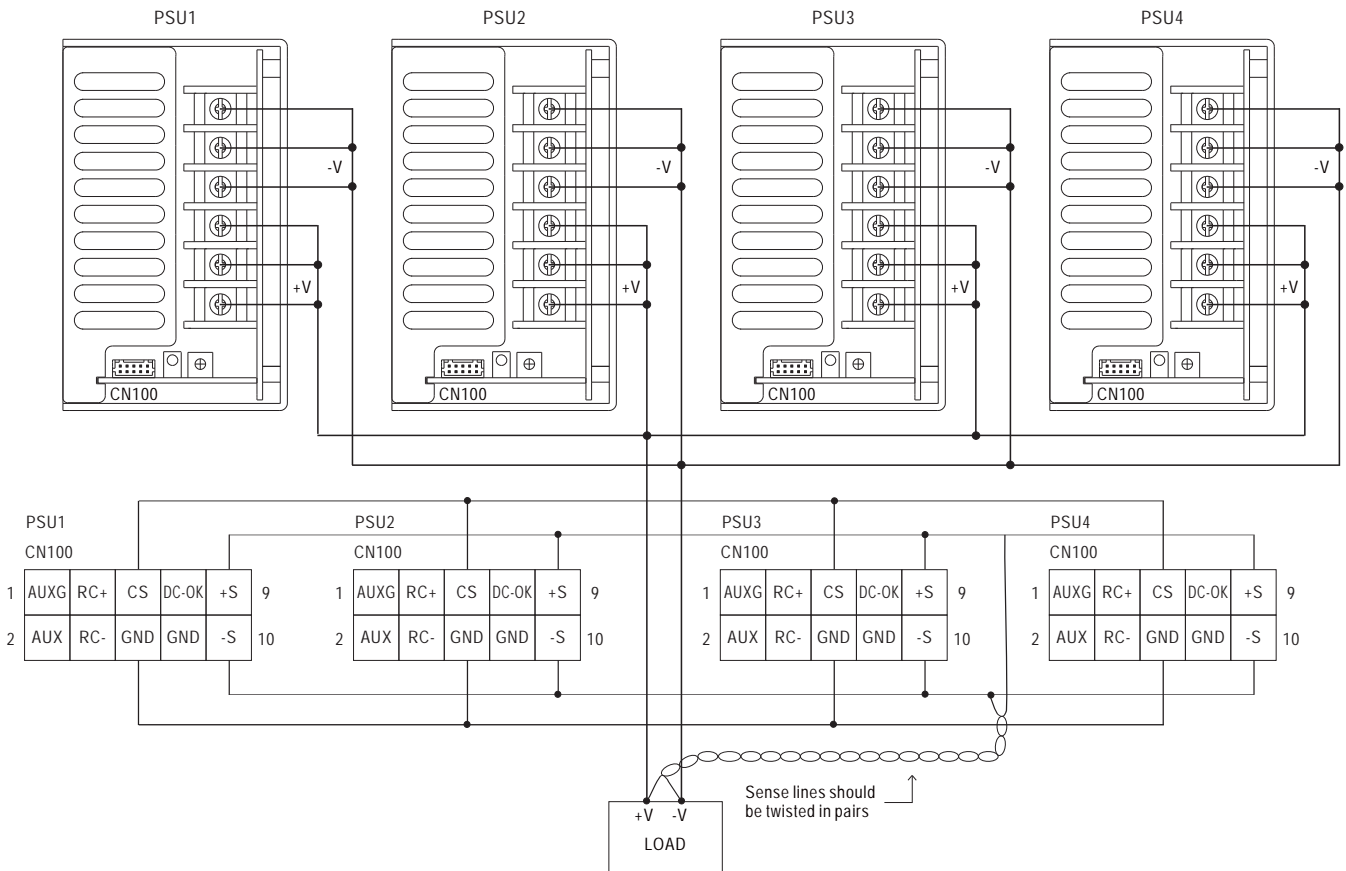 PSU1 PSU2 PSU3 PSU4
-V -V -V -V
+V +V +V +V
CN100 CN100 CN100 CN100
PSU1 PSU2 PSU3 PSU4
CN100 CN100 CN100 CN100
1 AUXG RC+ CS DC-OK +S 9 1 AUXG RC+ CS DC-OK +S 9 1 AUXG RC+ CS DC-OK +S 9 1 AUXG RC+ CS DC-OK +S 9
2 AUX RC- GND GND -S 10 2 AUX RC- GND GND -S 10 2 AUX RC- GND GND -S 10 2 AUX RC- GND GND -S 10
Sense lines should
be twisted in pairs
+V -V
LOAD